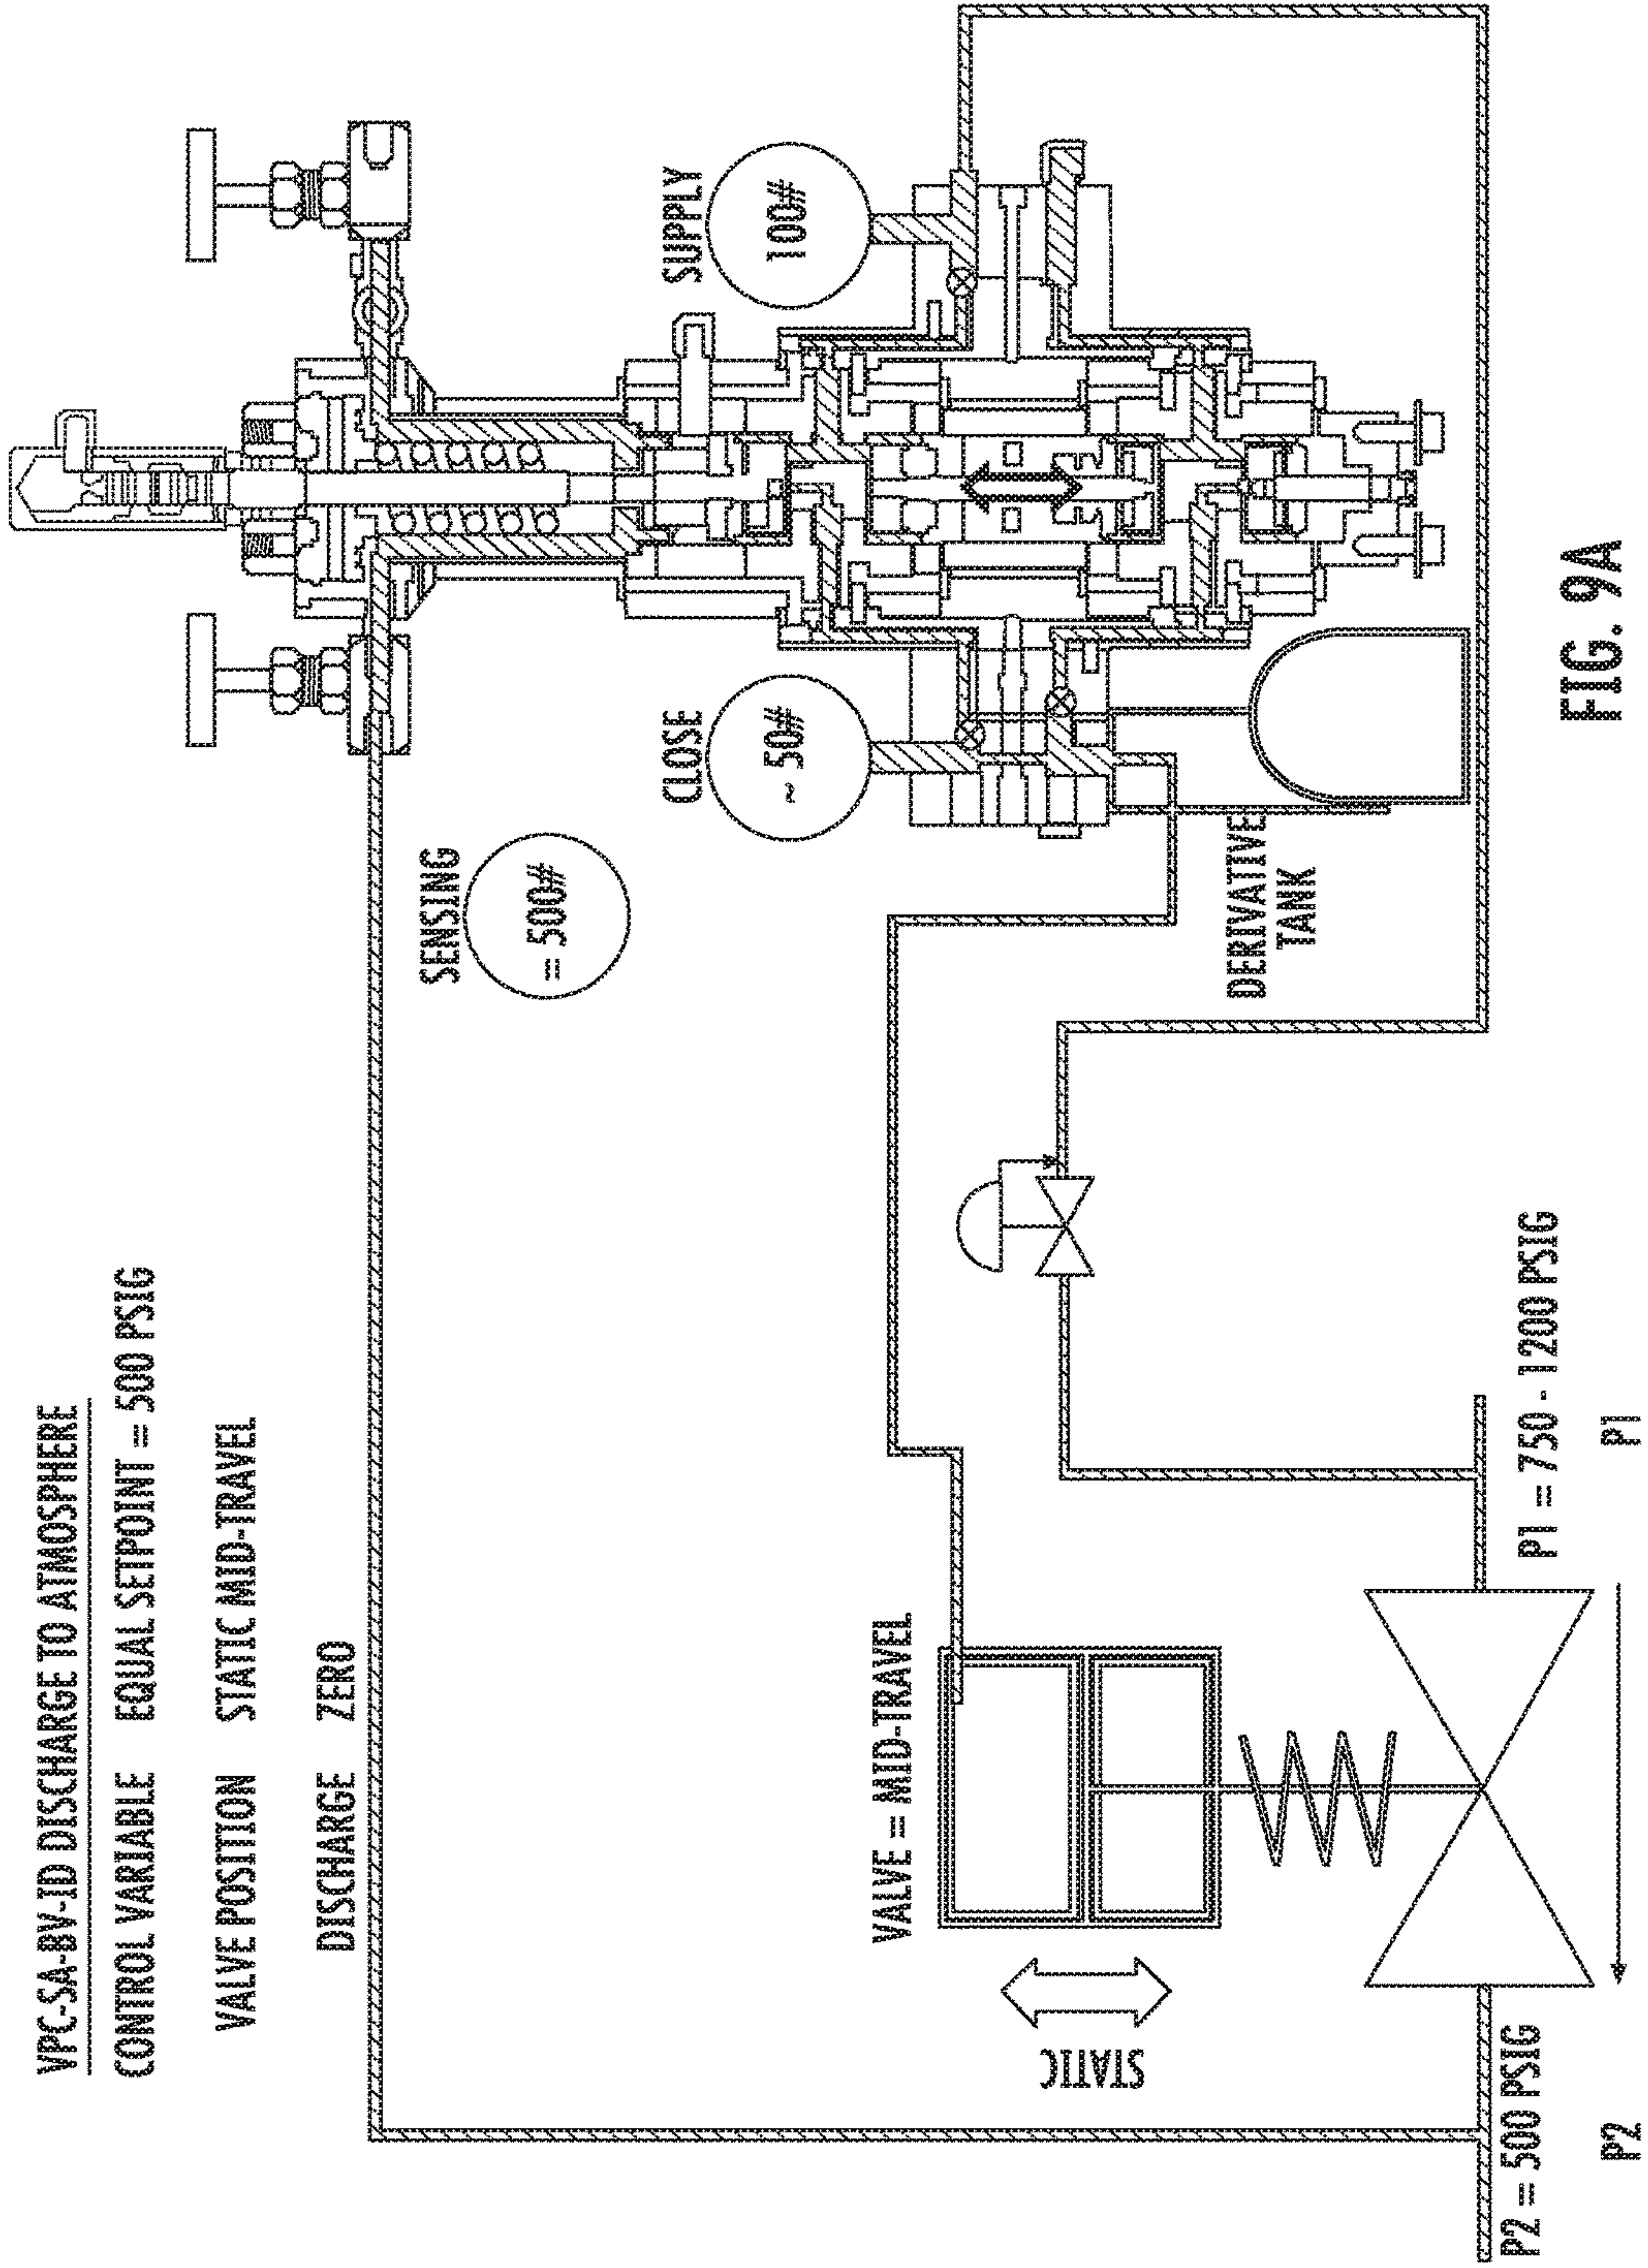 VPC-SA-BV-ID DISCHARGE TO ATMOSPHERE
CONTROL VARIABLE EQUAL SETPOINT = 500 PSIG
VALVE POSITION STATIC MID-TRAVEL
DISCHARGE ZERO
SENSING
= 500#
CLOSE
~ 50#
SUPPLY
100#
VALVE = MID-TRAVEL
STATIC
DERIVATIVE
TANK
P2 = 500 PSIG
P1 = 750 - 1200 PSIG
P2
P1
FIG. 9A